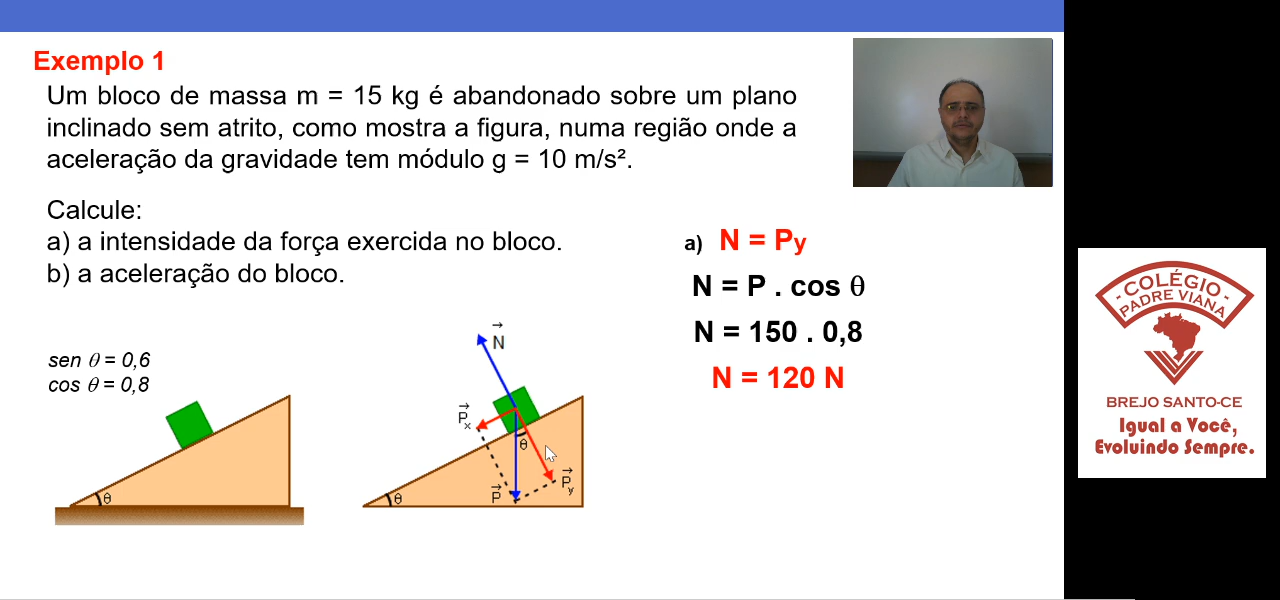 Exemplo 1
Um bloco de massa m = 15 kg é abandonado sobre um plano
inclinado sem atrito, como mostra a figura, numa região onde a
aceleração da gravidade tem módulo g = 10 m/s².
Calcule:
a) a intensidade da força exercida no bloco.
b) a aceleração do bloco.
a) N = Py
N = P . cos θ
N = 150 . 0,8
N = 120 N
sen θ = 0,6
cos θ = 0,8
θ
N
Px
θ
θ
P
Py
COLÉGIO
PADRE VIANA
BREJO SANTO-CE
Igual a Você,
Evoluindo Sempre.